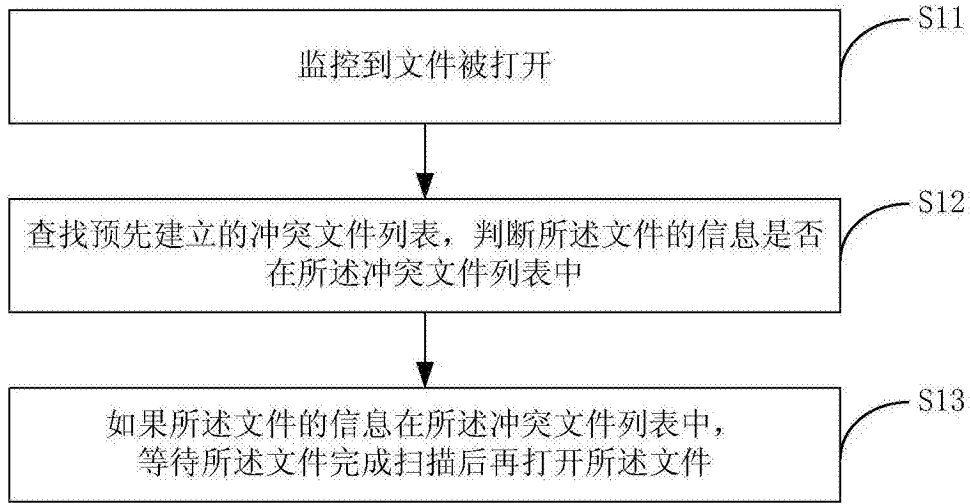 监控到文件被打开
S11
查找预先建立的冲突文件列表，判断所述文件的信息是否
在所述冲突文件列表中
S12
如果所述文件的信息在所述冲突文件列表中，
等待所述文件完成扫描后再打开所述文件
S13